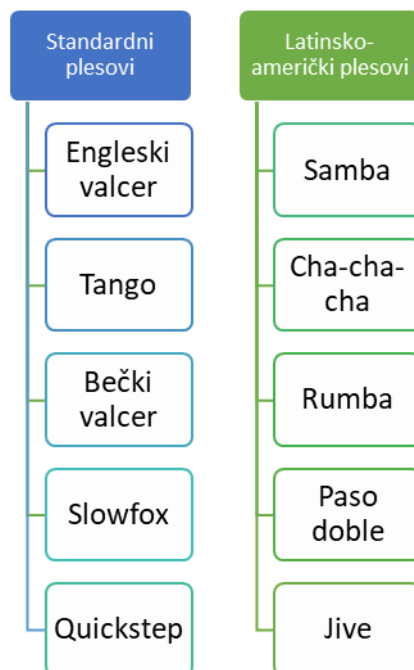 Standardni
plesovi
Engleski
valcer
Tango
Bečki
valcer
Slowfox
Quickstep
Latinsko-
američki plesovi
Samba
Cha-cha-
cha
Rumba
Paso
doble
Jive